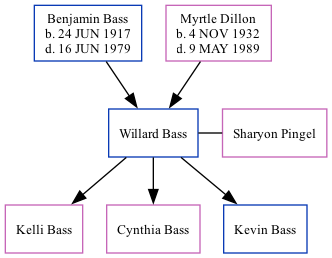 Benjamin Bass
b. 24 JUN 1917
d. 16 JUN 1979
Myrtle Dillon
b. 4 NOV 1932
d. 9 MAY 1989
Willard Bass
Sharyon Pingel
Kelli Bass
Cynthia Bass
Kevin Bass